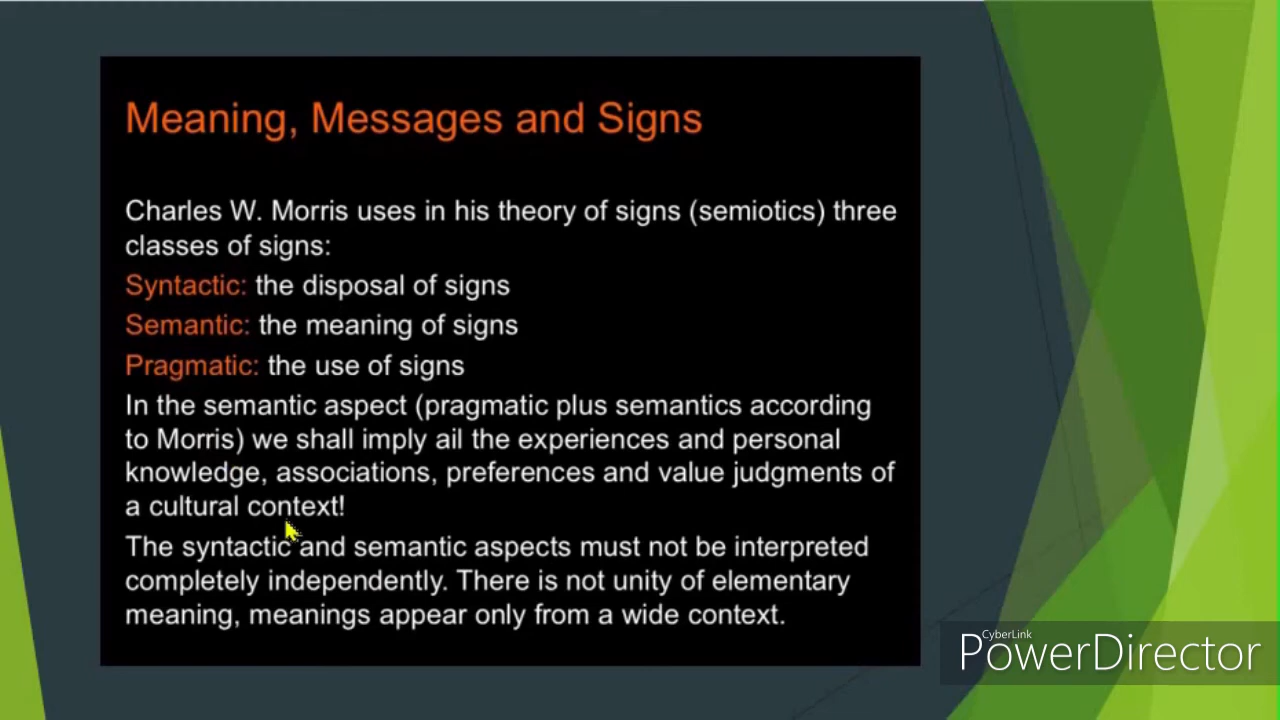 Meaning, Messages and Signs
Charles W. Morris uses in his theory of signs (semiotics) three
classes of signs:
Syntactic: the disposal of signs
Semantic: the meaning of signs
Pragmatic: the use of signs
In the semantic aspect (pragmatic plus semantics according
to Morris) we shall imply ail the experiences and personal
knowledge, associations, preferences and value judgments of
a cultural context!
The syntactic and semantic aspects must not be interpreted
completely independently. There is not unity of elementary
meaning, meanings appear only from a wide context.
CyberLink
PowerDirector